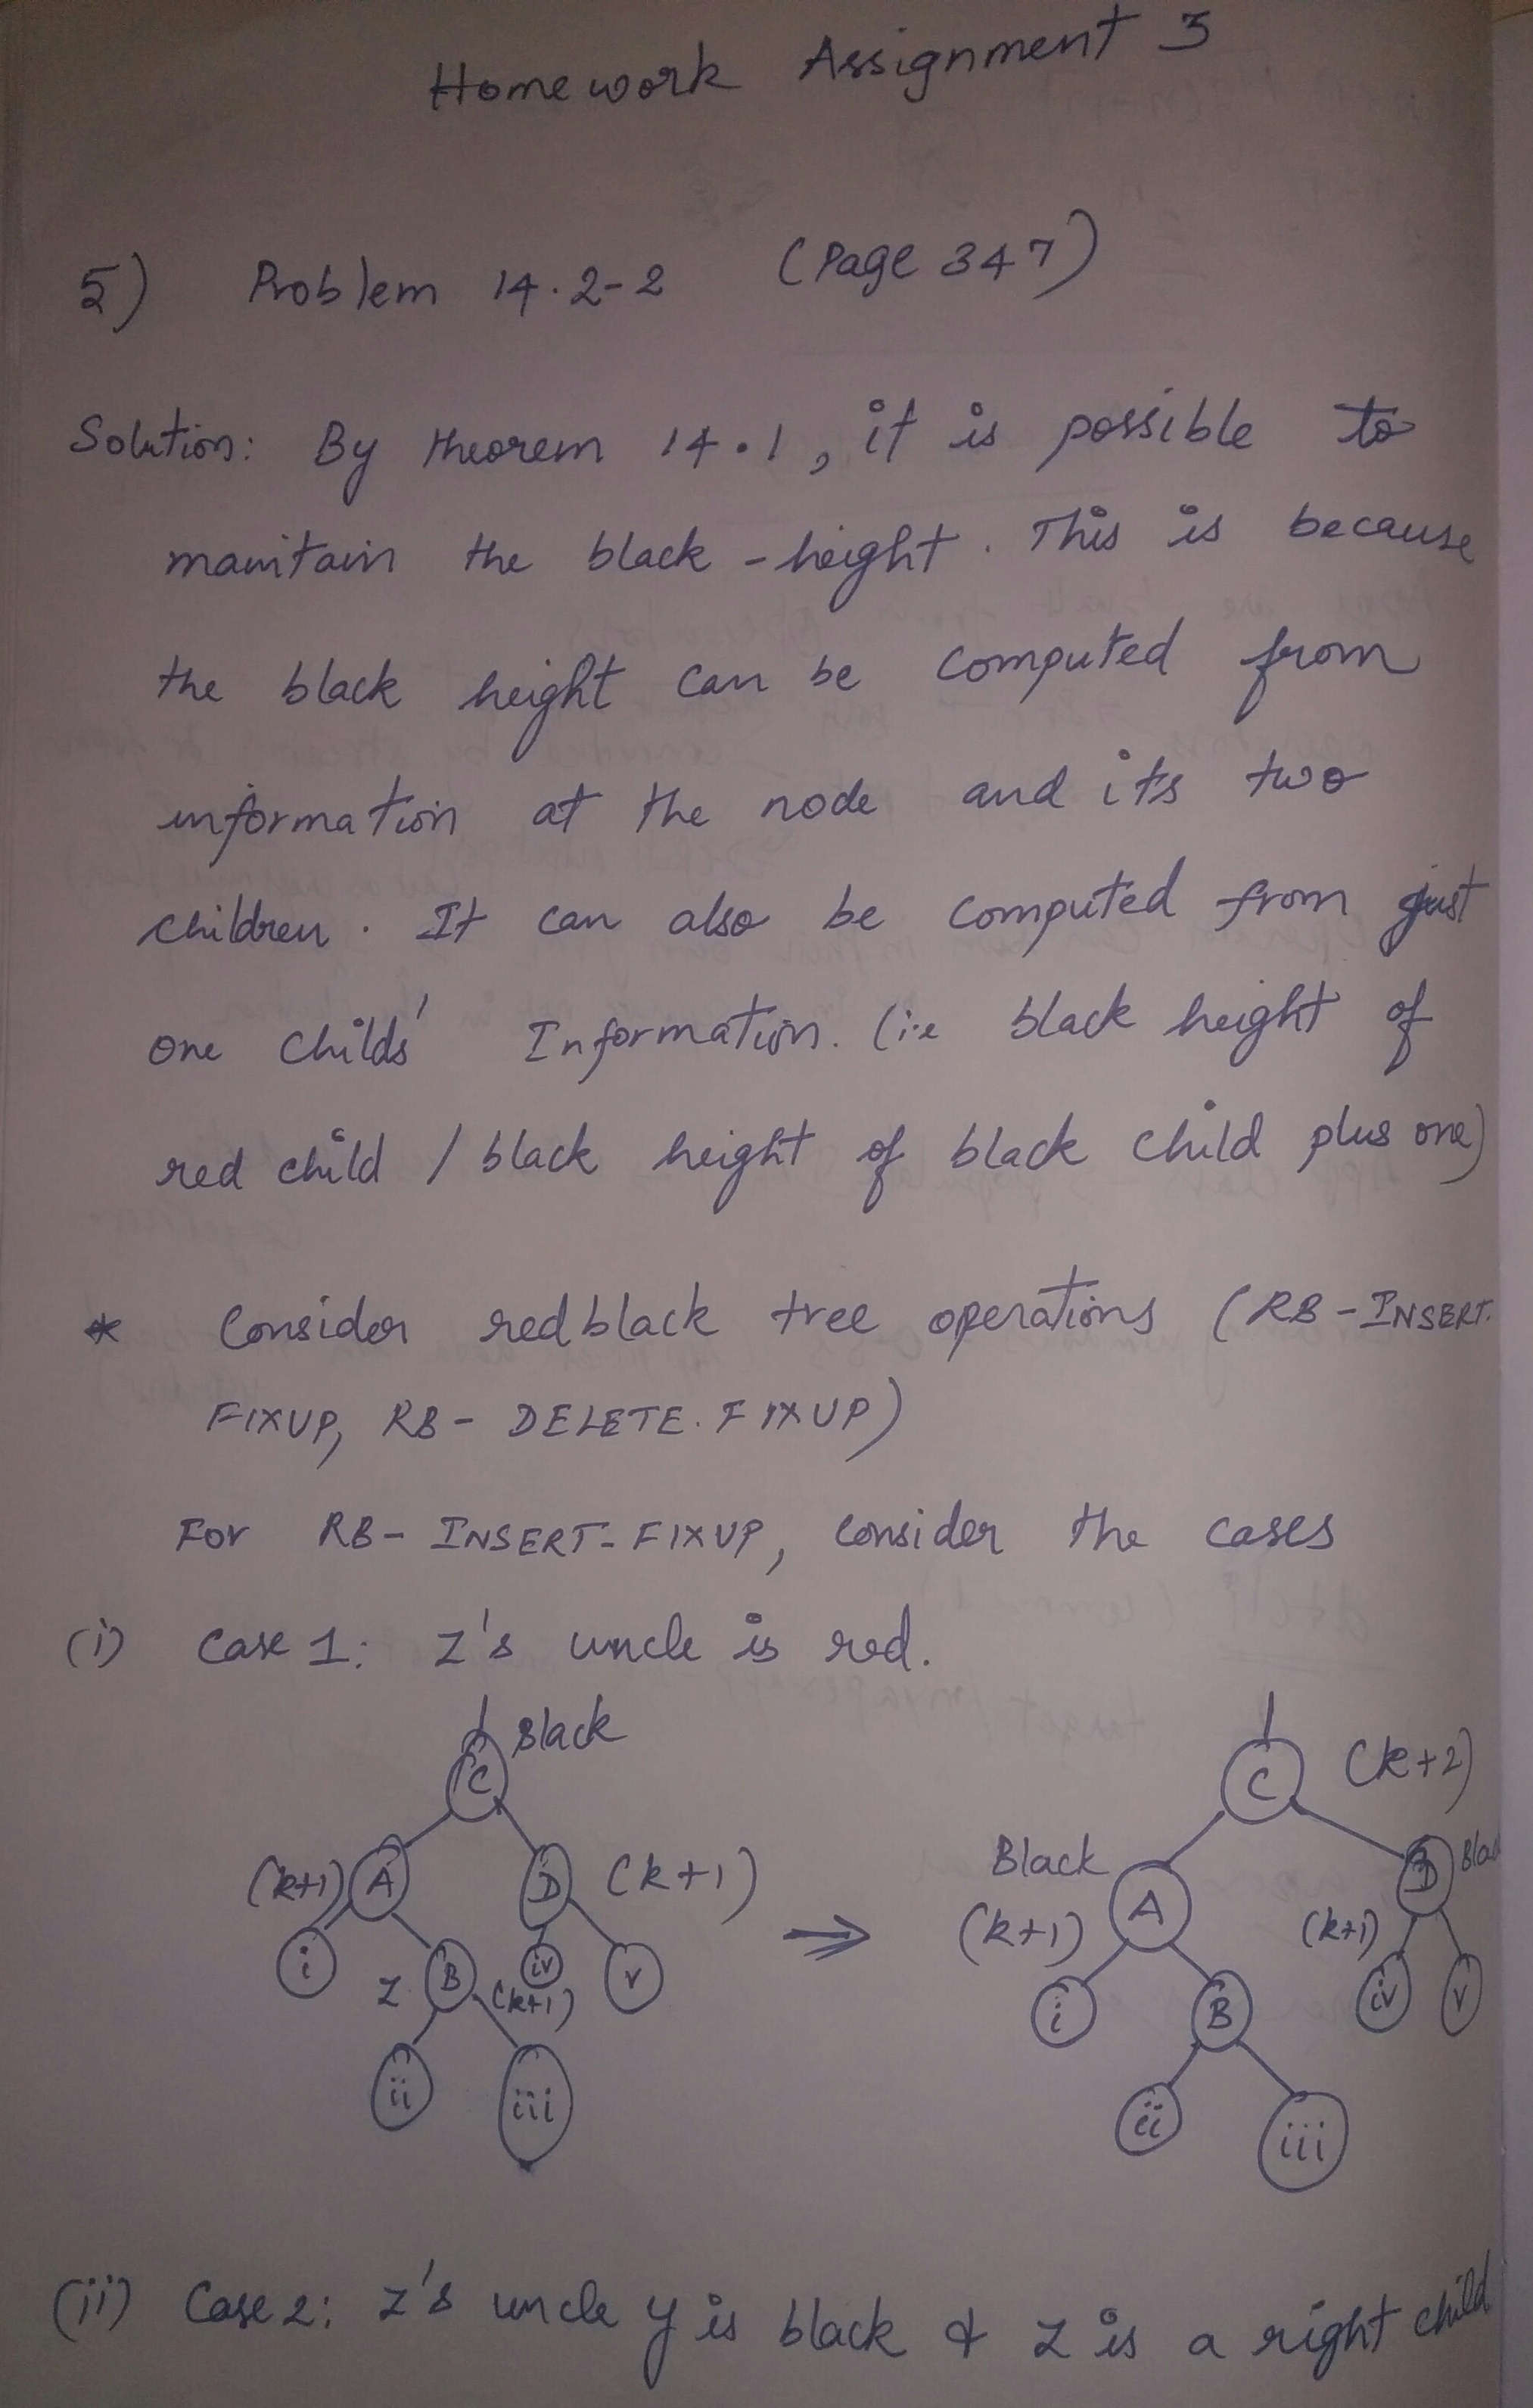 Homework Assignment 3
5) Problem 14.2-2 (Page 347)
Solution: By theorem 14.1, it is possible to
maintain the black-height. This is because
the black height can be computed from
information at the node and its two
children. It can also be computed from just
one Childs' Information. (i.e black height of
red child / black height of black child plus one)
* Consider redblack tree operations (RB-INSERT-
FIXUP, RB-DELETE.FIXUP)
For RB-INSERT-FIXUP, consider the cases
(i) Case 1: Z's uncle is red.
C Black
(k+1) A D (k+1)
i Z B (k+1) iv v
ii iii
⇒
C (k+2)
Black A D Black
(k+1) (k+1)
i B iv v
ii iii
(ii) Case 2: Z's uncle y is black & Z is a right child